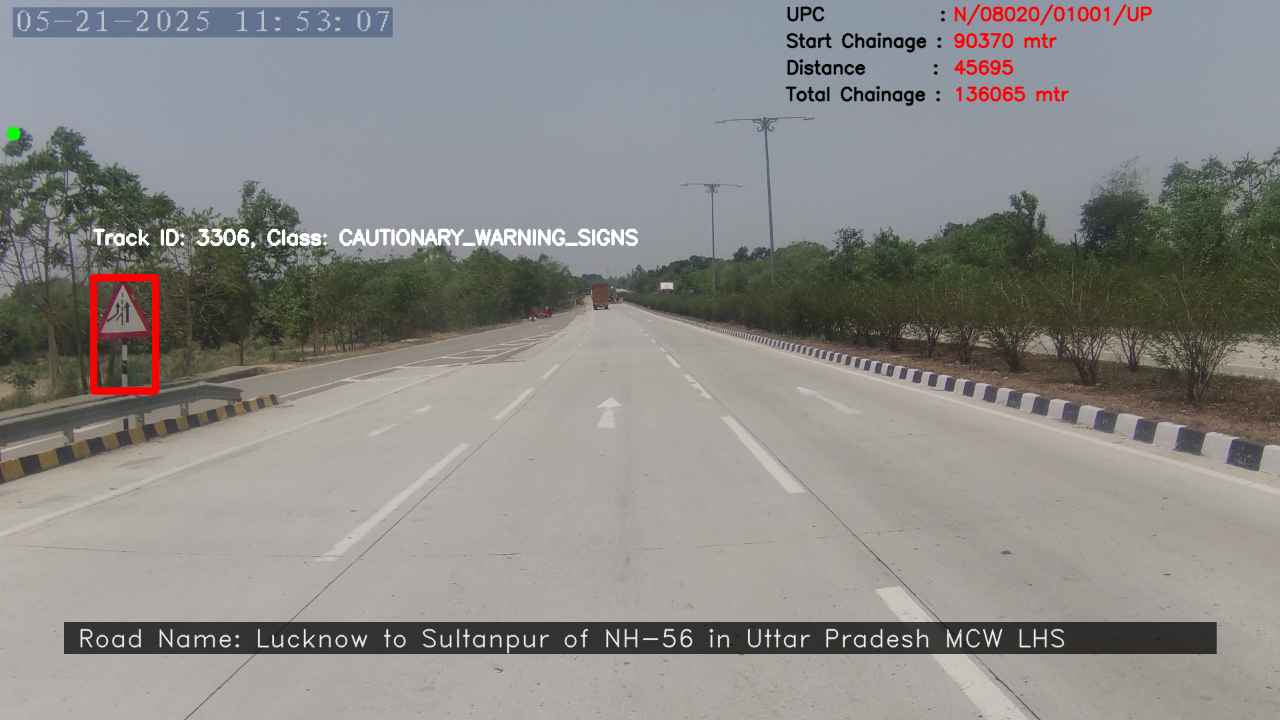 05-21-2025 11:53:07
UPC : N/08020/01001/UP
Start Chainage : 90370 mtr
Distance : 45695
Total Chainage : 136065 mtr
Track ID: 3306, Class: CAUTIONARY_WARNING_SIGNS
Road Name: Lucknow to Sultanpur of NH-56 in Uttar Pradesh MCW LHS